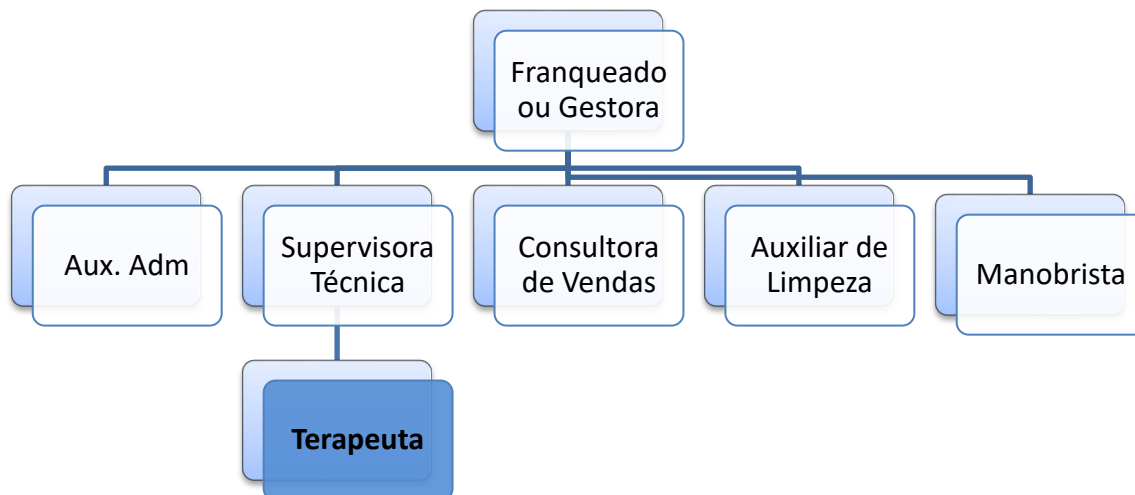 Franqueado
ou Gestora
Aux. Adm
Supervisora
Técnica
Consultora
de Vendas
Auxiliar de
Limpeza
Manobrista
Terapeuta